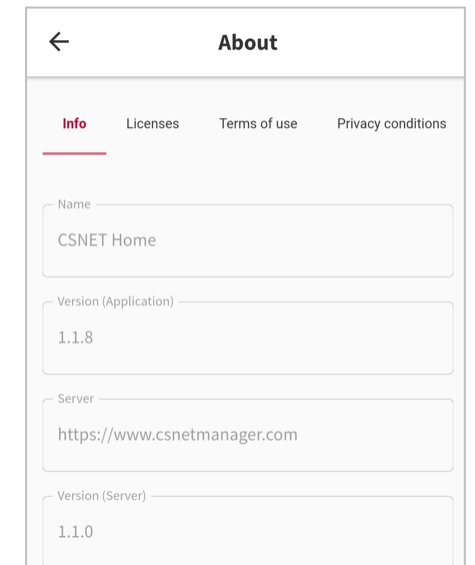 About
Info Licenses Terms of use Privacy conditions
Name
CSNET Home
Version (Application)
1.1.8
Server
https://www.csnetmanager.com
Version (Server)
1.1.0